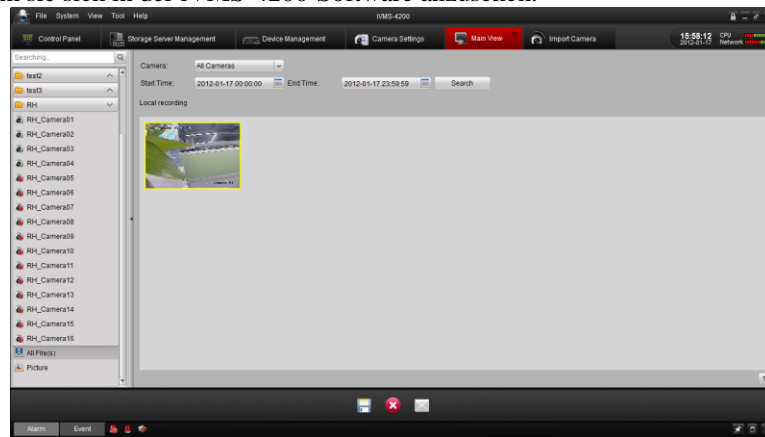 n sie sich in der iVMS-4200-Software anzusehen.
File System View Tool Help iVMS-4200
Control Panel Storage Server Management Device Management Camera Settings Main View Import Camera 15:58:12 CPU
2012-01-17 Network
Searching...
Camera: All Cameras
test2
Start Time: 2012-01-17 00:00:00 End Time: 2012-01-17 23:59:59 Search
test3
RH
Local recording
RH_Camera01
RH_Camera02
RH_Camera03
RH_Camera04
RH_Camera05
RH_Camera06
RH_Camera07
RH_Camera08
RH_Camera09
RH_Camera10
RH_Camera11
RH_Camera12
RH_Camera13
RH_Camera14
RH_Camera15
RH_Camera16
All File(s)
Picture
Camera 01
Alarm Event